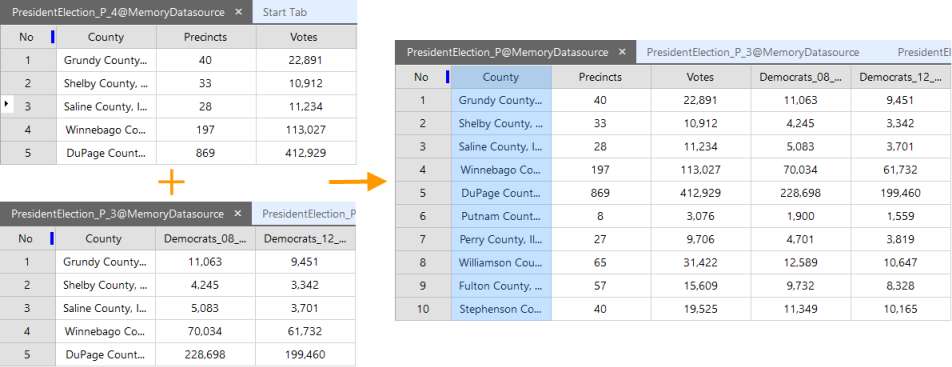 PresidentElection_P_4@MemoryDatasource × Start Tab
No County Precincts Votes
1 Grundy County... 40 22,891
2 Shelby County, ... 33 10,912
3 Saline County, I... 28 11,234
4 Winnebago Co... 197 113,027
5 DuPage Count... 869 412,929
+
PresidentElection_P_3@MemoryDatasource × PresidentElection_P
No County Democrats_08_... Democrats_12_...
1 Grundy County... 11,063 9,451
2 Shelby County, ... 4,245 3,342
3 Saline County, I... 5,083 3,701
4 Winnebago Co... 70,034 61,732
5 DuPage Count... 228,698 199,460
PresidentElection_P@MemoryDatasource × PresidentElection_P_3@MemoryDatasource PresidentEl
No County Precincts Votes Democrats_08_... Democrats_12_...
1 Grundy County... 40 22,891 11,063 9,451
2 Shelby County, ... 33 10,912 4,245 3,342
3 Saline County, I... 28 11,234 5,083 3,701
4 Winnebago Co... 197 113,027 70,034 61,732
5 DuPage Count... 869 412,929 228,698 199,460
6 Putnam Count... 8 3,076 1,900 1,559
7 Perry County, Il... 27 9,706 4,701 3,819
8 Williamson Cou... 65 31,422 12,589 10,647
9 Fulton County, ... 57 15,609 9,732 8,328
10 Stephenson Co... 40 19,525 11,349 10,165